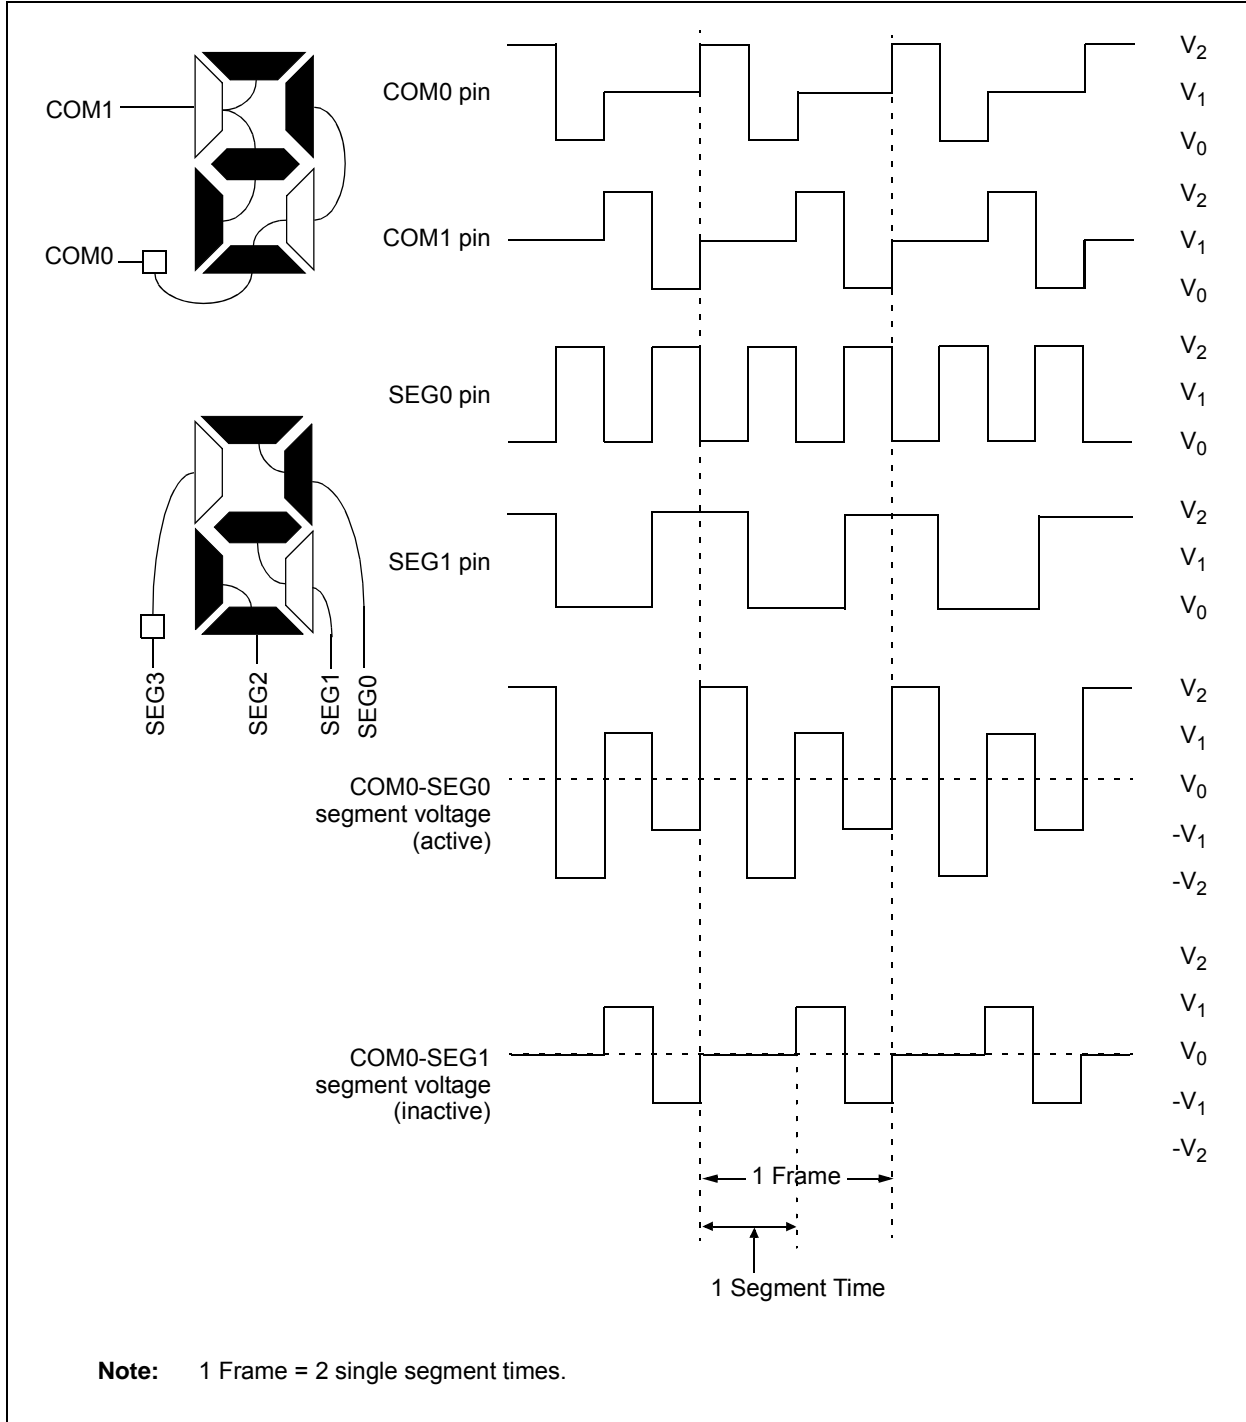 COM1
COM0
SEG3
SEG2
SEG1
SEG0
COM0 pin
V2
V1
V0
COM1 pin
V2
V1
V0
SEG0 pin
V2
V1
V0
SEG1 pin
V2
V1
V0
COM0-SEG0
segment voltage
(active)
V2
V1
V0
-V1
-V2
COM0-SEG1
segment voltage
(inactive)
V2
V1
V0
-V1
-V2
1 Frame
1 Segment Time
Note: 1 Frame = 2 single segment times.